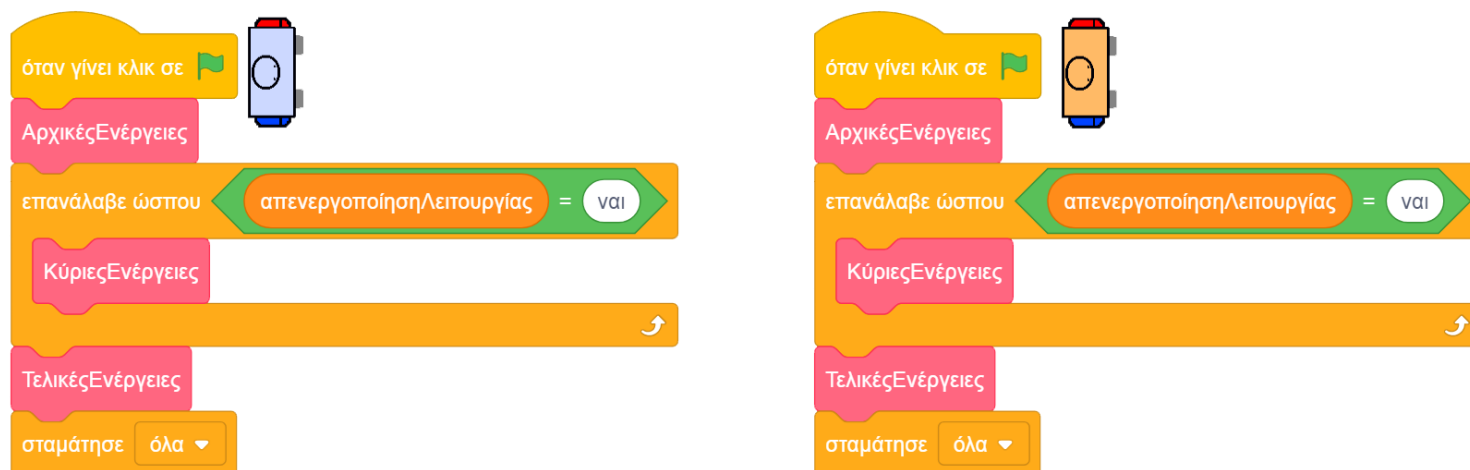 όταν γίνει κλικ σε
ΑρχικέςΕνέργειες
επανάλαβε ώσπου απενεργοποίησηΛειτουργίας = ναι
ΚύριεςΕνέργειες
ΤελικέςΕνέργειες
σταμάτησε όλα
όταν γίνει κλικ σε
ΑρχικέςΕνέργειες
επανάλαβε ώσπου απενεργοποίησηΛειτουργίας = ναι
ΚύριεςΕνέργειες
ΤελικέςΕνέργειες
σταμάτησε όλα